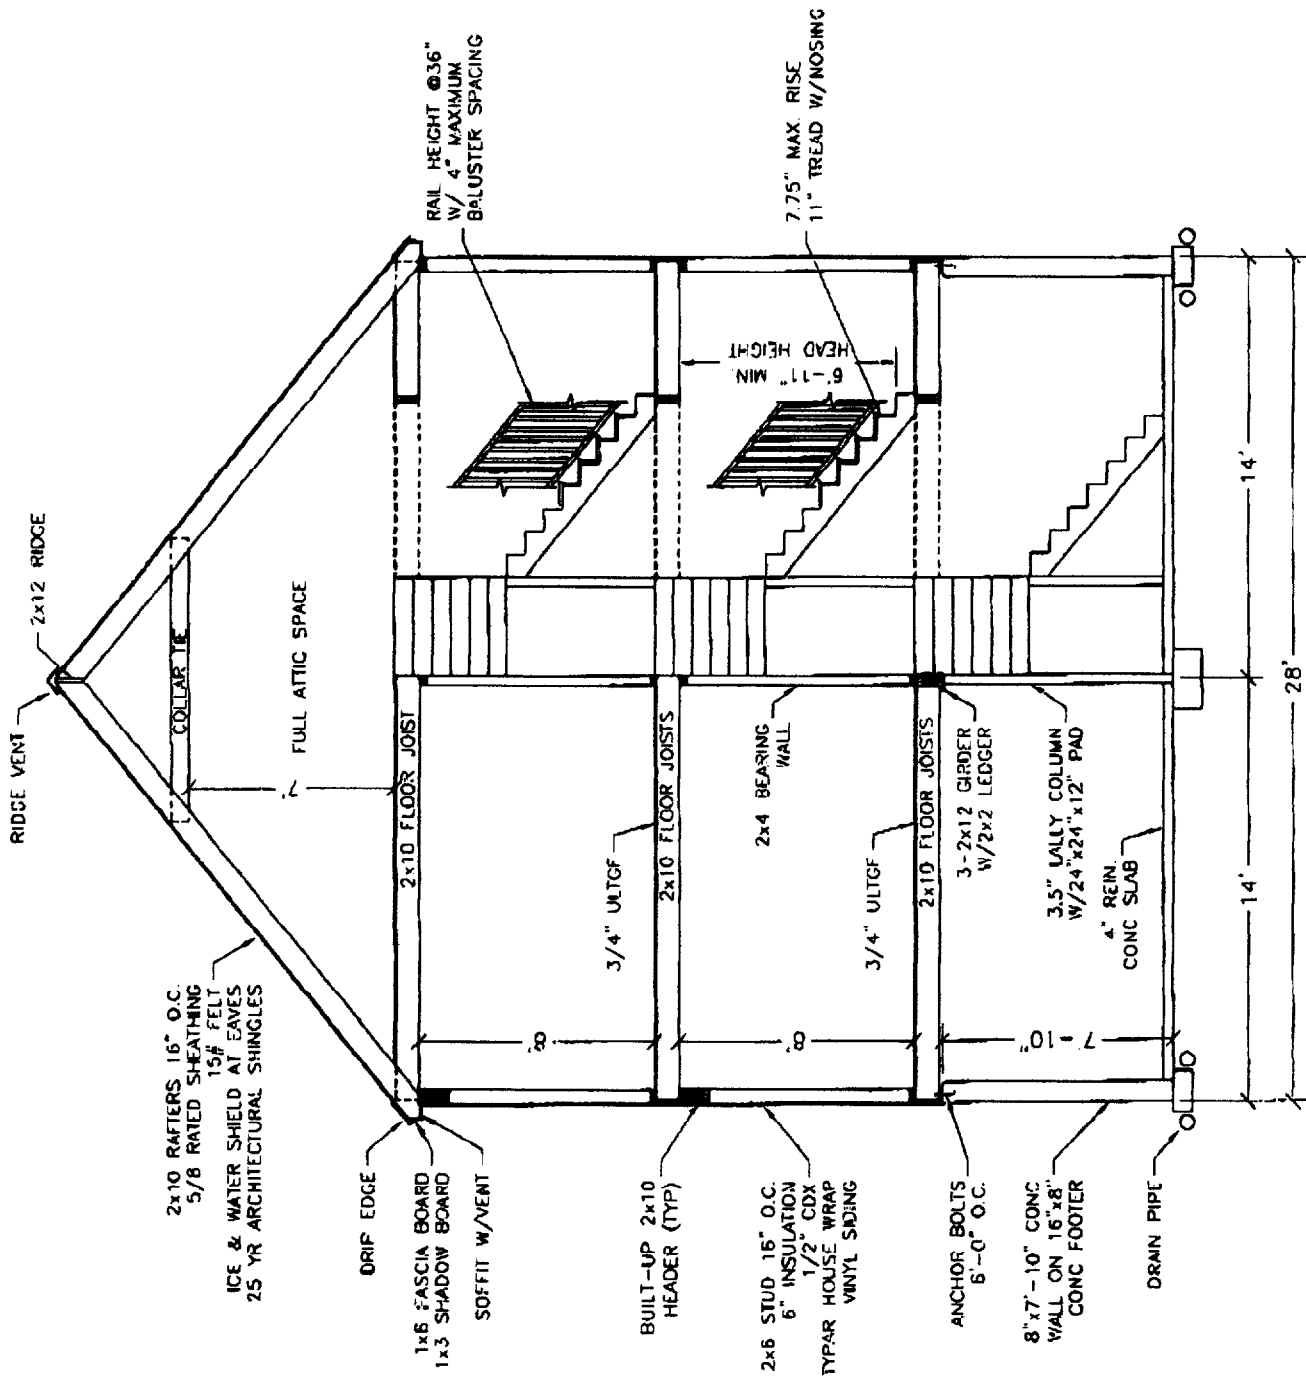 RIDGE VENT
2x12 RIDGE
COLLAR TIE
7'
FULL ATTIC SPACE
2x10 RAFTERS 16" O.C.
5/8 RATED SHEATHING
15# FELT
ICE & WATER SHIELD AT EAVES
25 YR ARCHITECTURAL SHINGLES
DRIP EDGE
1x6 FASCIA BOARD
1x3 SHADOW BOARD
SOFFIT W/VENT
2x10 FLOOR JOIST
RAIL HEIGHT @36"
W/ 4" MAXIMUM
BALUSTER SPACING
8'
3/4" ULTGF
2x10 FLOOR JOISTS
BUILT-UP 2x10
HEADER (TYP)
2x6 STUD 16" O.C.
6" INSULATION
1/2" CDX
TYPAR HOUSE WRAP
VINYL SIDING
2x4 BEARING
WALL
6'-11" MIN.
HEAD HEIGHT
7.75" MAX. RISE
11" TREAD W/NOSING
8'
3/4" ULTGF
2x10 FLOOR JOISTS
3-2x12 GIRDER
W/2x2 LEDGER
ANCHOR BOLTS
6'-0" O.C.
7'-10"
8"x7'-10" CONC
WALL ON 16"x8"
CONC FOOTER
3.5" LALLY COLUMN
W/24"x24"x12" PAD
4" REIN.
CONC SLAB
DRAIN PIPE
14'
14'
28'